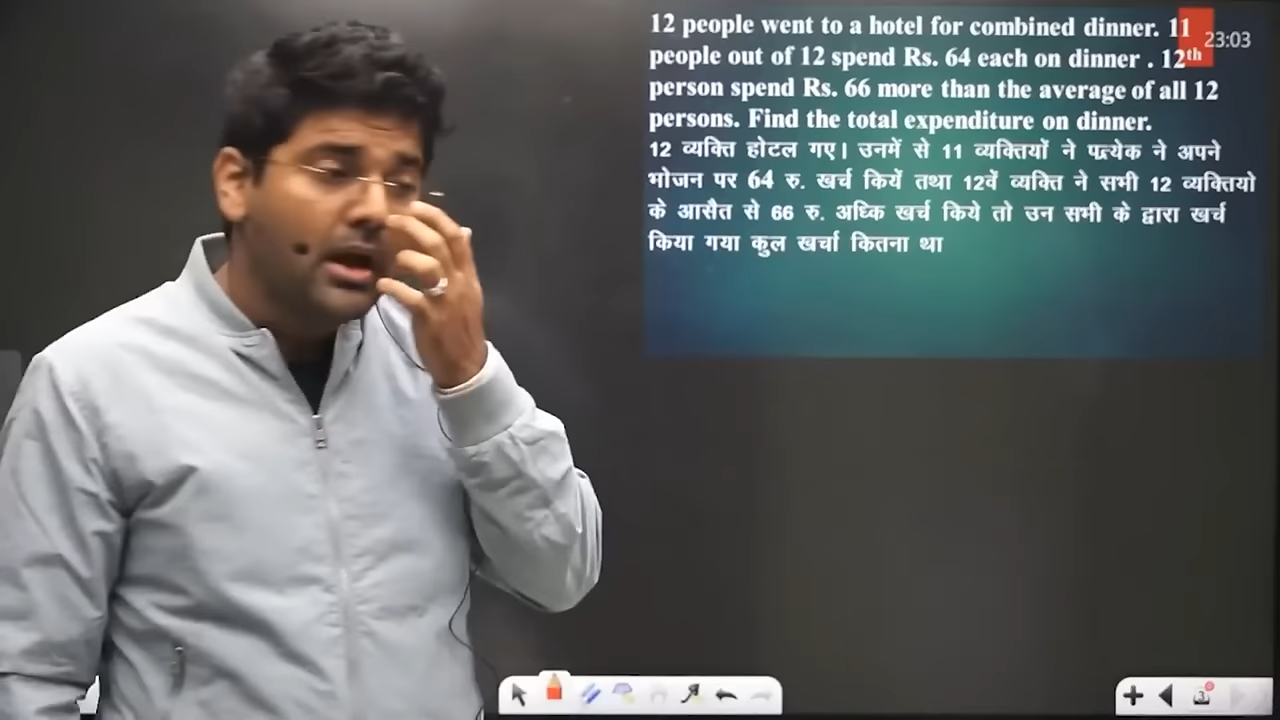 12 people went to a hotel for combined dinner. 11
people out of 12 spend Rs. 64 each on dinner . 12th
person spend Rs. 66 more than the average of all 12
persons. Find the total expenditure on dinner.
12 व्यक्ति होटल गए। उनमें से 11 व्यक्तियों ने प्रत्येक ने अपने
भोजन पर 64 रु. खर्च कियें तथा 12वें व्यक्ति ने सभी 12 व्यक्तियो
के आसैत से 66 रु. अधिक खर्च किये तो उन सभी के द्वारा खर्च
किया गया कुल खर्चा कितना था
23:03
3